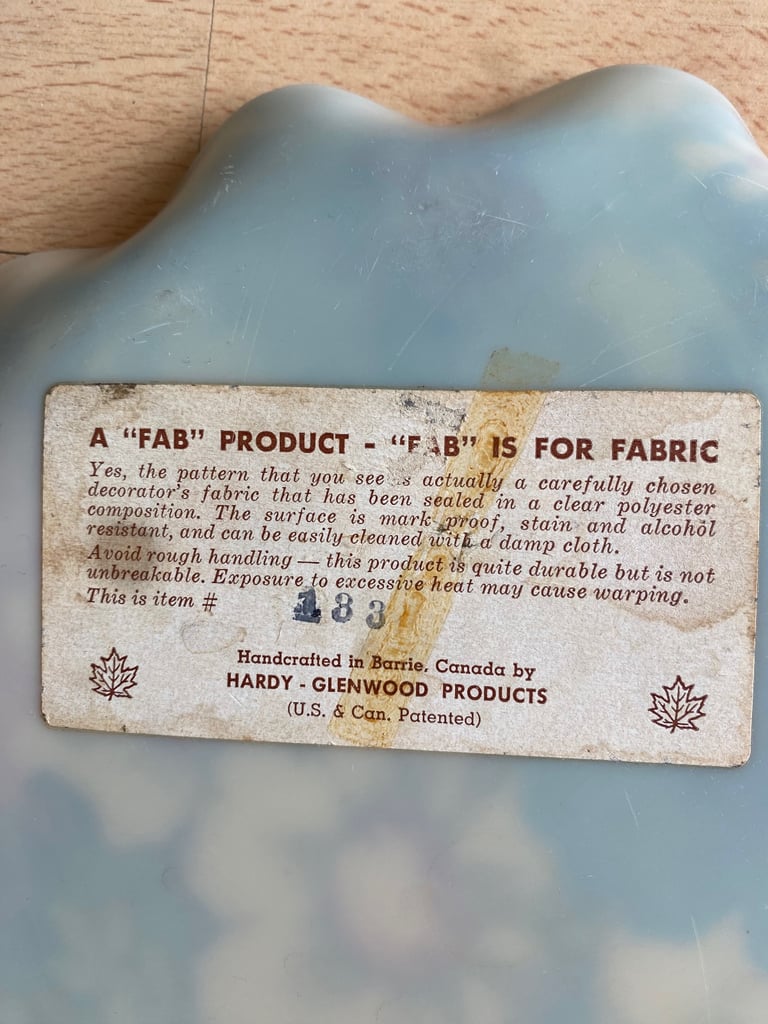 A “FAB” PRODUCT - “FAB” IS FOR FABRIC
Yes, the pattern that you see is actually a carefully chosen
decorator's fabric that has been sealed in a clear polyester
composition. The surface is mark proof, stain and alcohol
resistant, and can be easily cleaned with a damp cloth.
Avoid rough handling — this product is quite durable but is not
unbreakable. Exposure to excessive heat may cause warping.
This is item # 133
Handcrafted in Barrie, Canada by
HARDY - GLENWOOD PRODUCTS
(U.S. & Can. Patented)